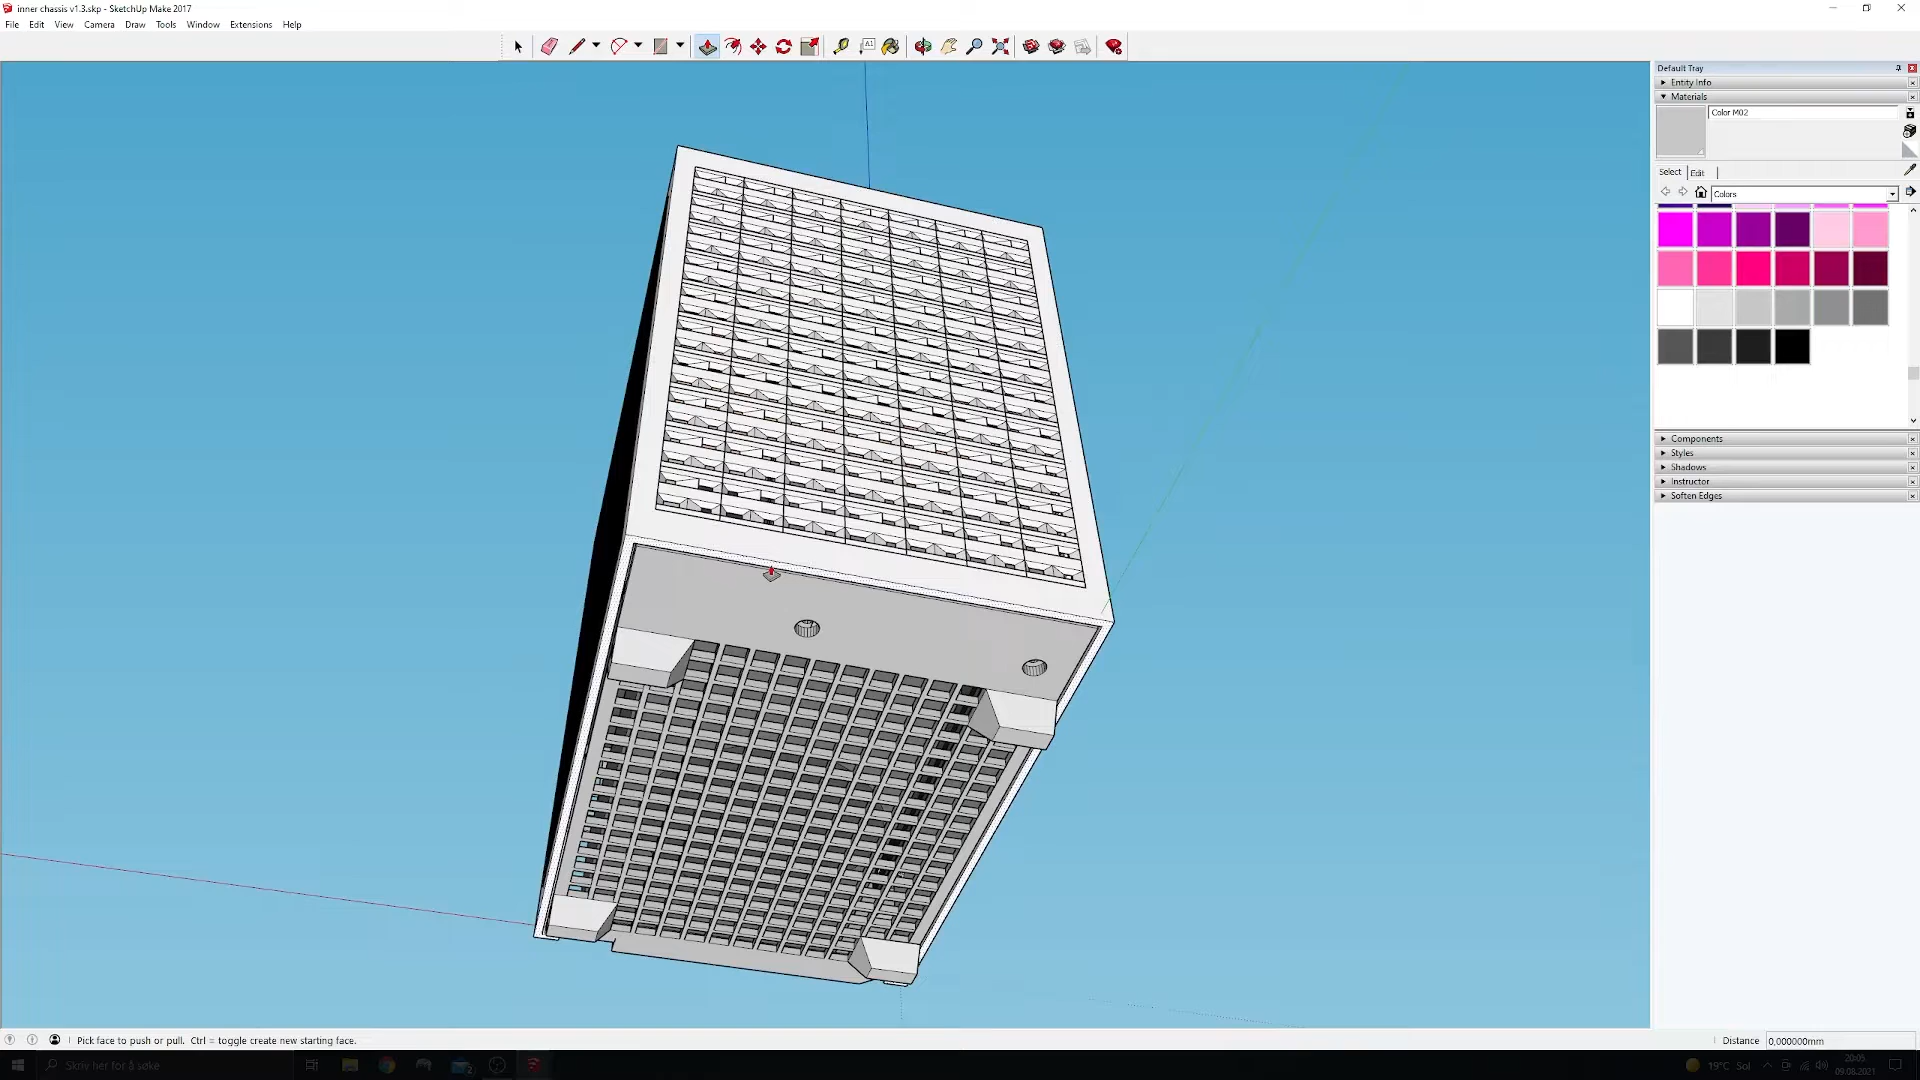 inner chassis v1.3.skp - SketchUp Make 2017
File Edit View Camera Draw Tools Window Extensions Help
A1
Default Tray
Entity Info
Materials
Color M02
Select Edit
Colors
Components
Styles
Shadows
Instructor
Soften Edges
Pick face to push or pull. Ctrl = toggle create new starting face.
Distance 0,000000mm
Skriv her for å søke
2
19°C Sol
20:05
09.08.2021